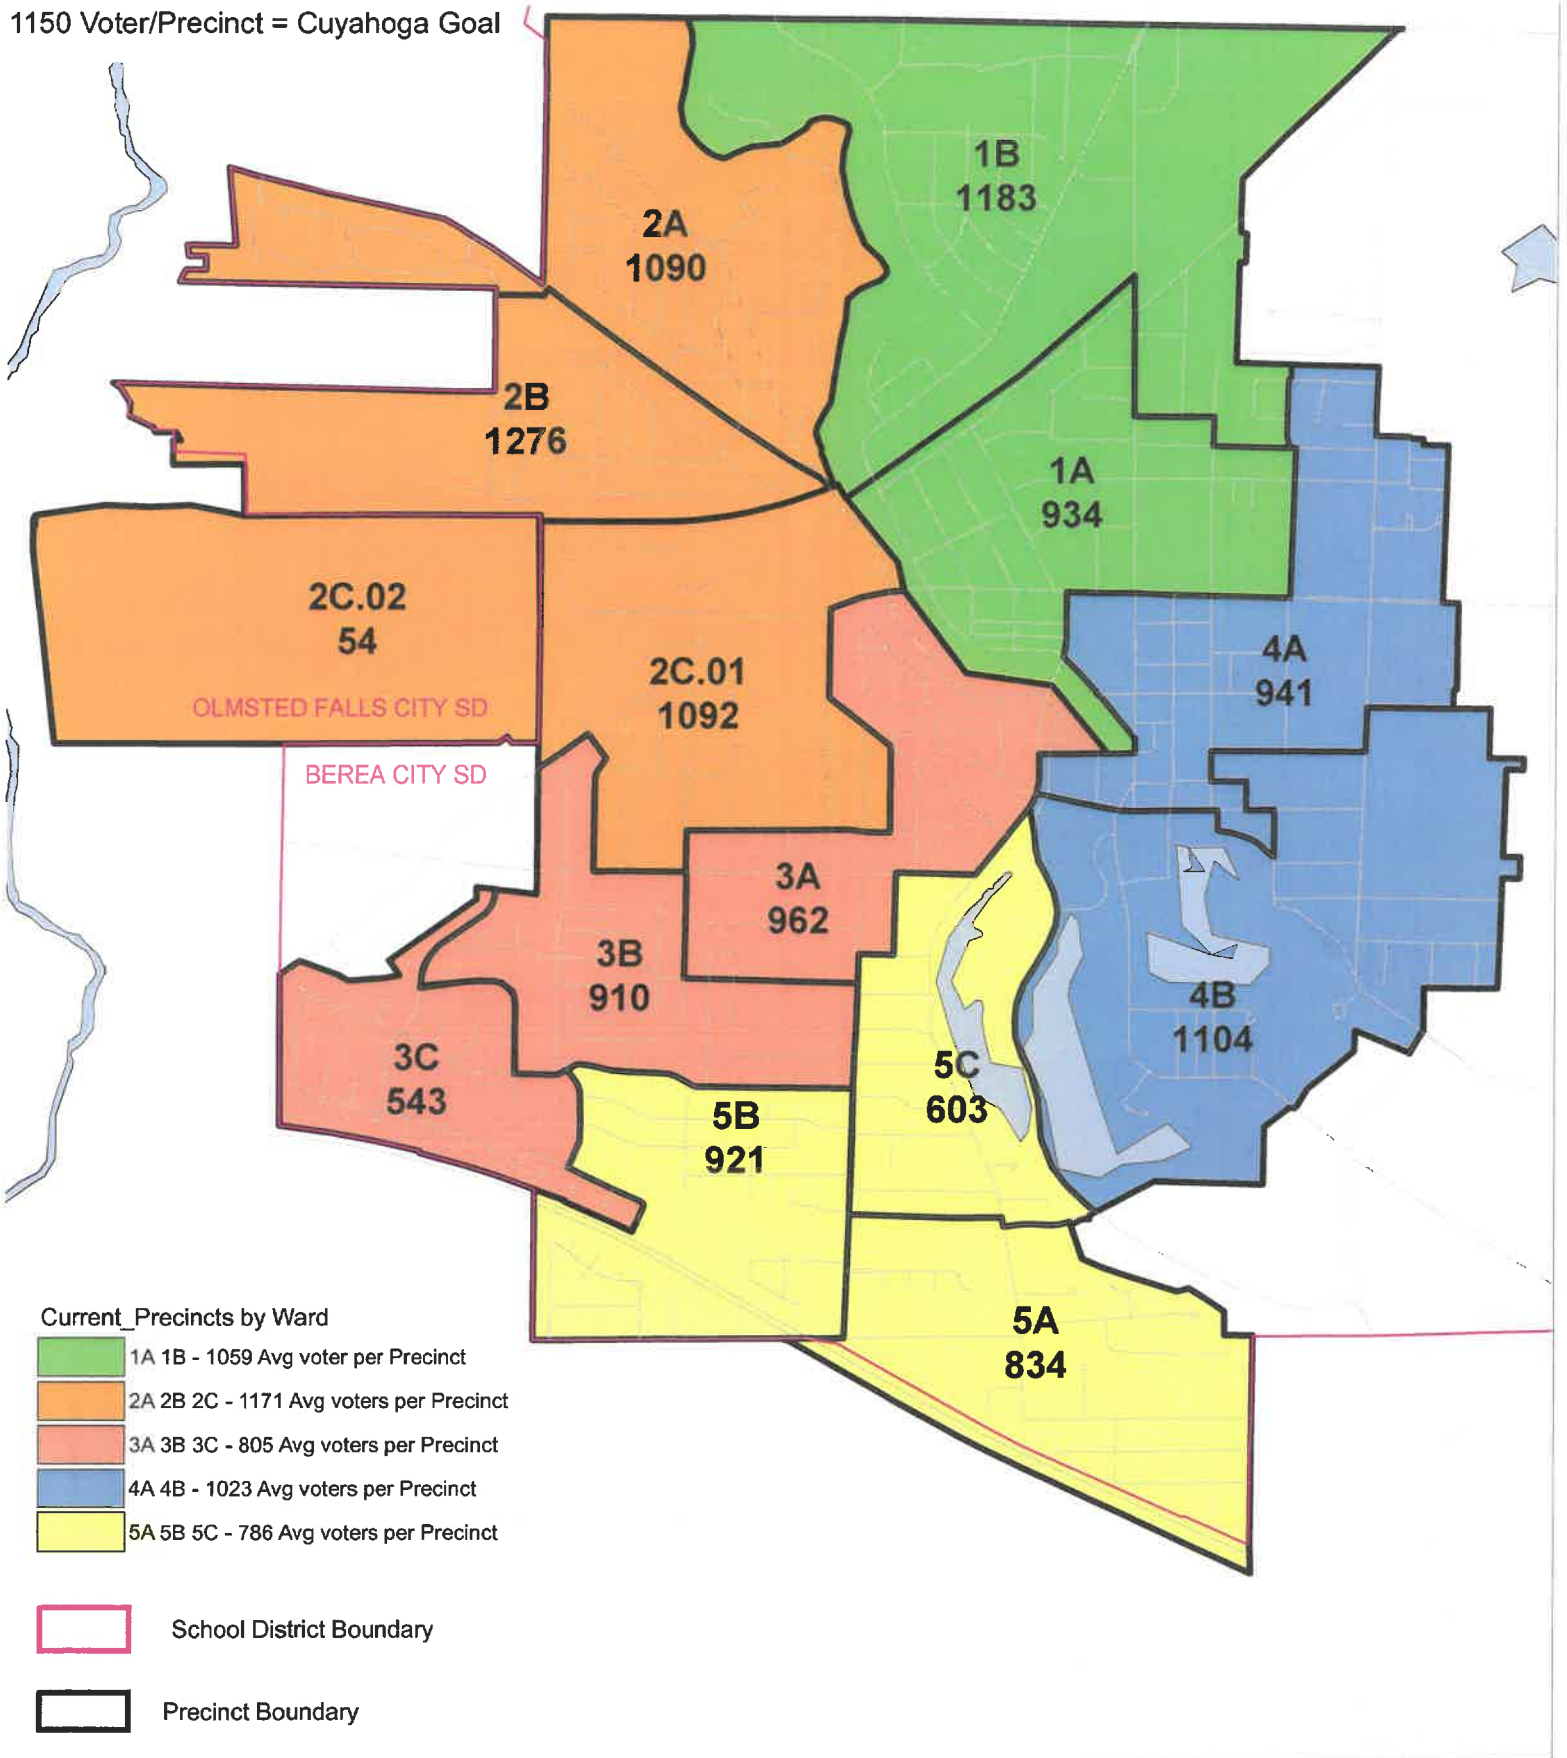 1150 Voter/Precinct = Cuyahoga Goal
1B
1183
2A
1090
2B
1276
1A
934
2C.02
54
4A
941
2C.01
1092
OLMSTED FALLS CITY SD
BEREA CITY SD
3A
962
3B
910
4B
1104
3C
543
5C
603
5B
921
5A
834
Current_Precincts by Ward
1A 1B - 1059 Avg voter per Precinct
2A 2B 2C - 1171 Avg voters per Precinct
3A 3B 3C - 805 Avg voters per Precinct
4A 4B - 1023 Avg voters per Precinct
5A 5B 5C - 786 Avg voters per Precinct
School District Boundary
Precinct Boundary